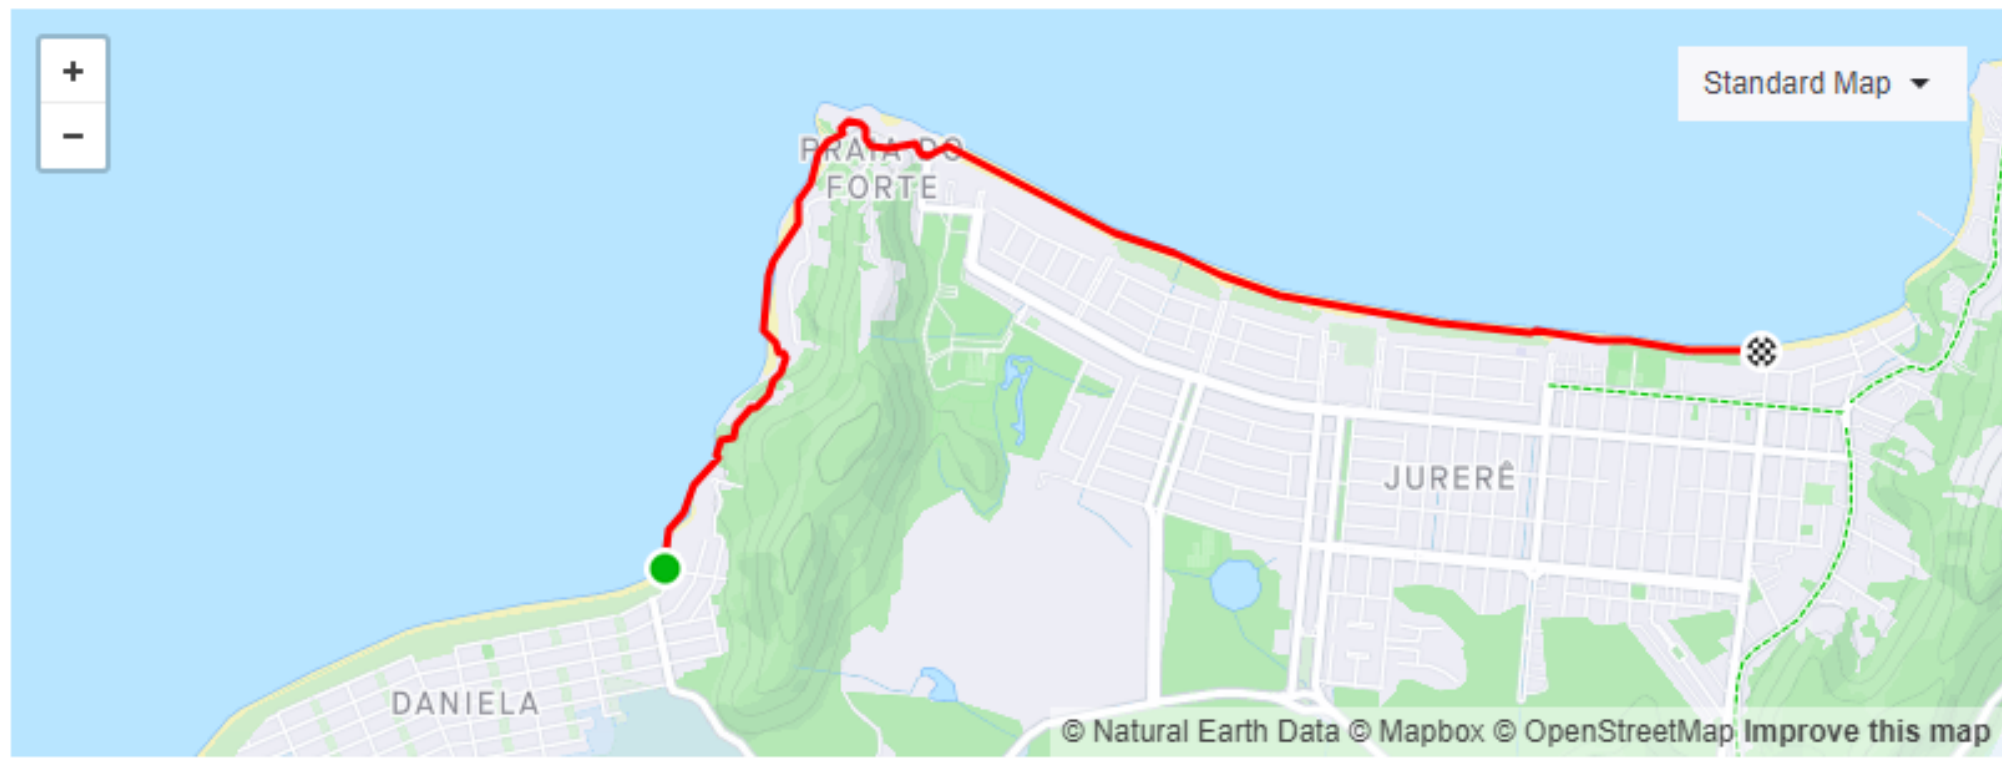 +
Standard Map
−
PRAIA DO
FORTE
JURERÊ
DANIELA
© Natural Earth Data © Mapbox © OpenStreetMap Improve this map